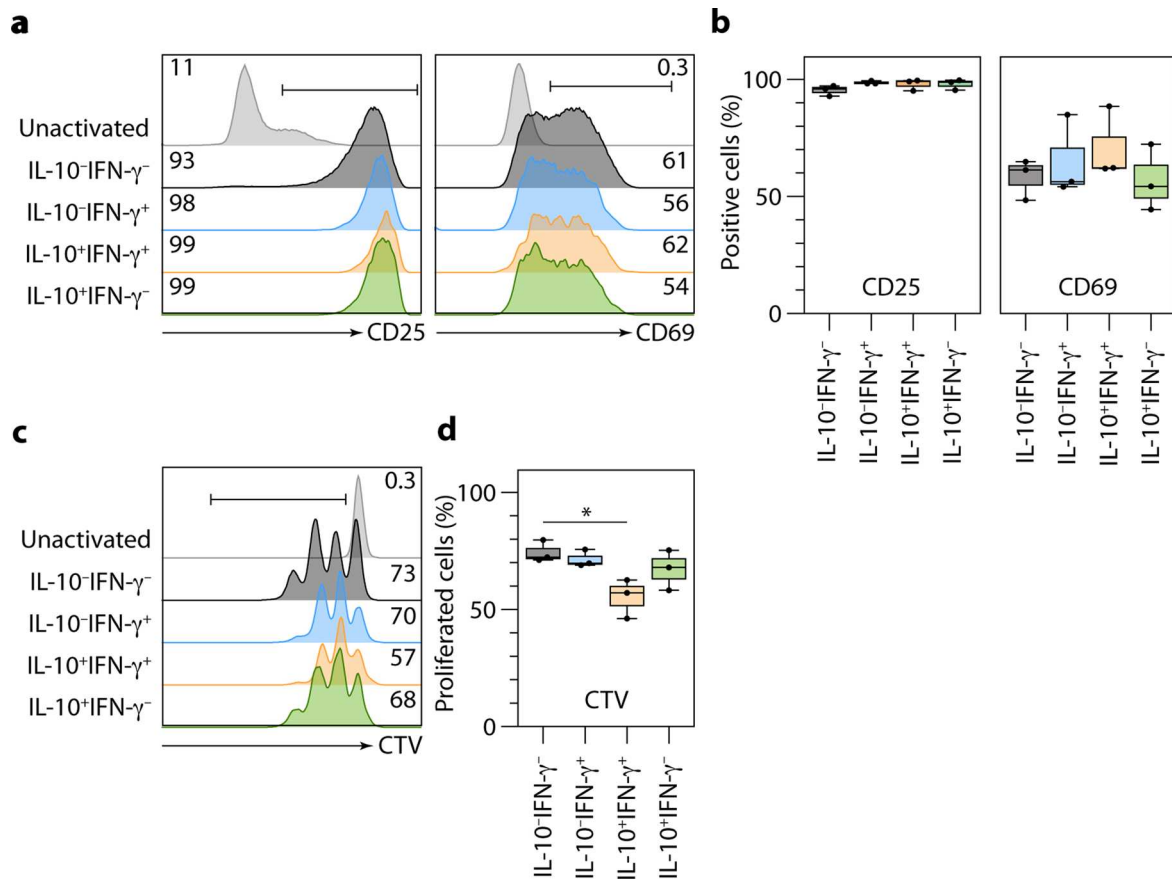 a
11
0.3
Unactivated
93
61
IL-10⁻IFN-γ⁻
98
56
IL-10⁻IFN-γ⁺
99
62
IL-10⁺IFN-γ⁺
99
54
IL-10⁺IFN-γ⁻
CD25
CD69
b
Positive cells (%)
100
50
0
CD25
CD69
IL-10⁻IFN-γ⁻
IL-10⁻IFN-γ⁺
IL-10⁺IFN-γ⁺
IL-10⁺IFN-γ⁻
IL-10⁻IFN-γ⁻
IL-10⁻IFN-γ⁺
IL-10⁺IFN-γ⁺
IL-10⁺IFN-γ⁻
c
0.3
Unactivated
73
IL-10⁻IFN-γ⁻
70
IL-10⁻IFN-γ⁺
57
IL-10⁺IFN-γ⁺
68
IL-10⁺IFN-γ⁻
CTV
d
Proliferated cells (%)
100
50
0
*
CTV
IL-10⁻IFN-γ⁻
IL-10⁻IFN-γ⁺
IL-10⁺IFN-γ⁺
IL-10⁺IFN-γ⁻